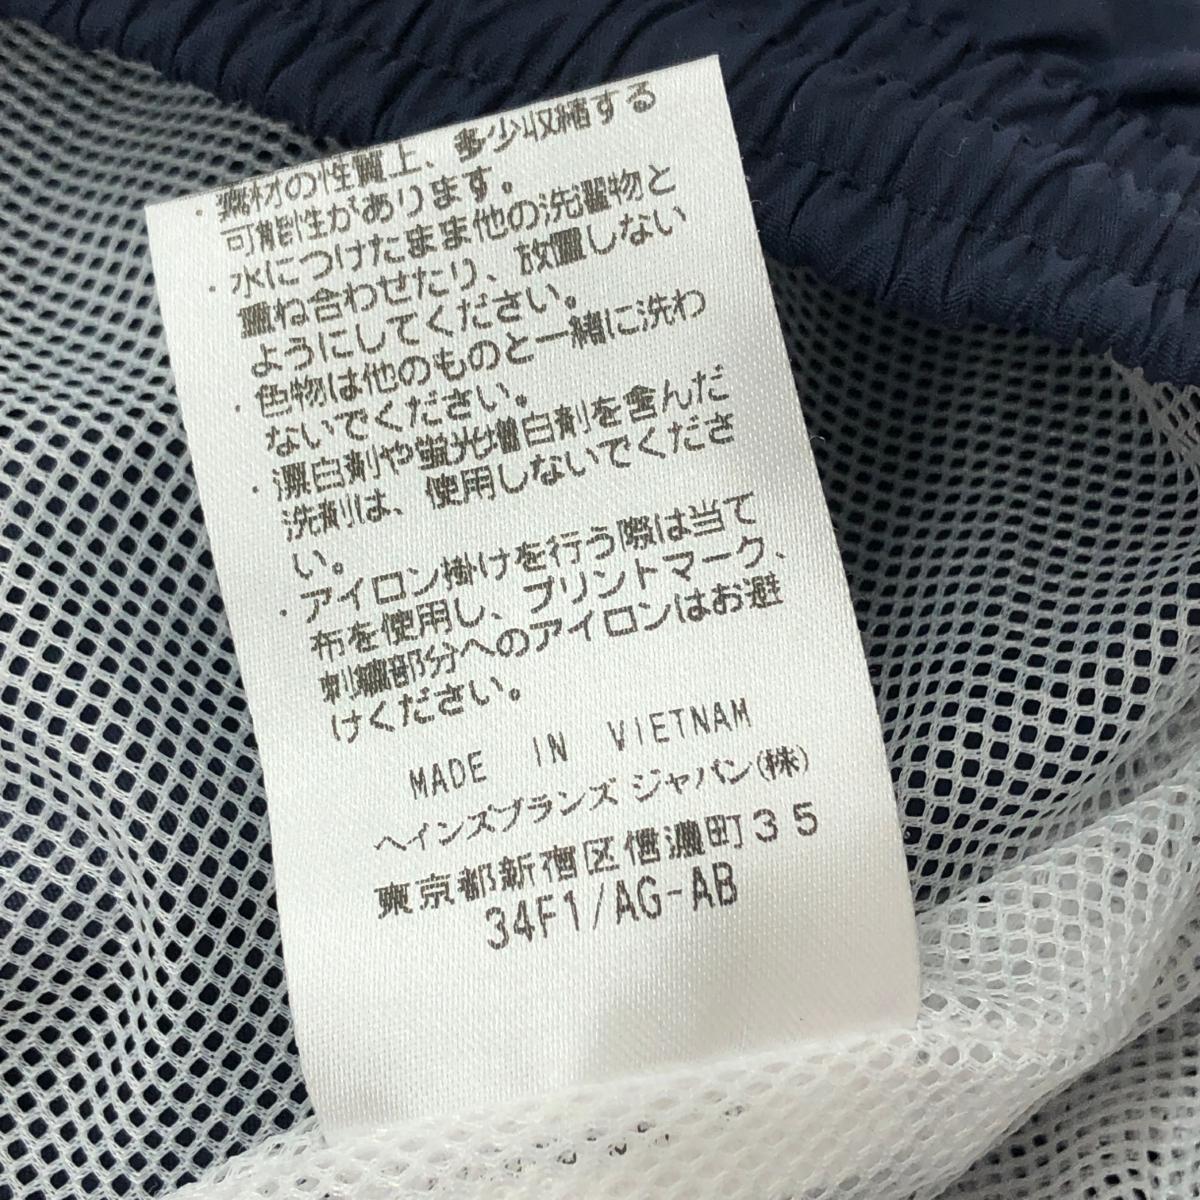 ・素材の性質上、多少収縮する
可能性があります。
・水につけたまま他の洗濯物と
重ね合わせたり、放置しない
ようにしてください。
・色物は他のものと一緒に洗わ
ないでください。
・漂白剤や蛍光増白剤を含んだ
洗剤は、使用しないでくださ
い。
・アイロン掛けを行う際は当て
布を使用し、プリントマーク、
刺繍部分へのアイロンはお避
けください。
MADE IN VIETNAM
ヘインズブランズ ジャパン(株)
東京都新宿区信濃町35
34F1/AG-AB